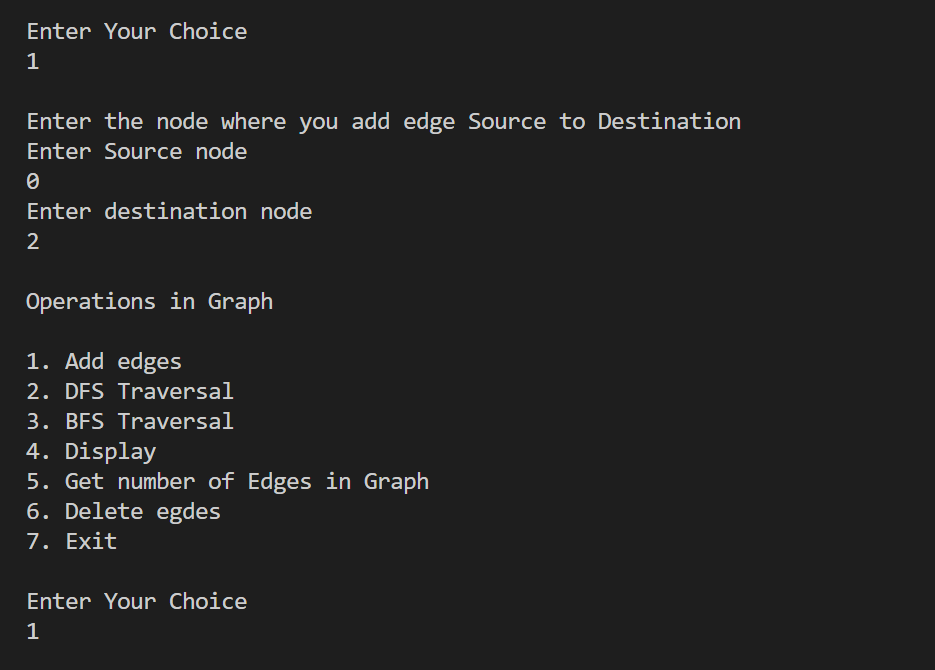 Enter Your Choice
1
Enter the node where you add edge Source to Destination
Enter Source node
0
Enter destination node
2
Operations in Graph
1. Add edges
2. DFS Traversal
3. BFS Traversal
4. Display
5. Get number of Edges in Graph
6. Delete egdes
7. Exit
Enter Your Choice
1